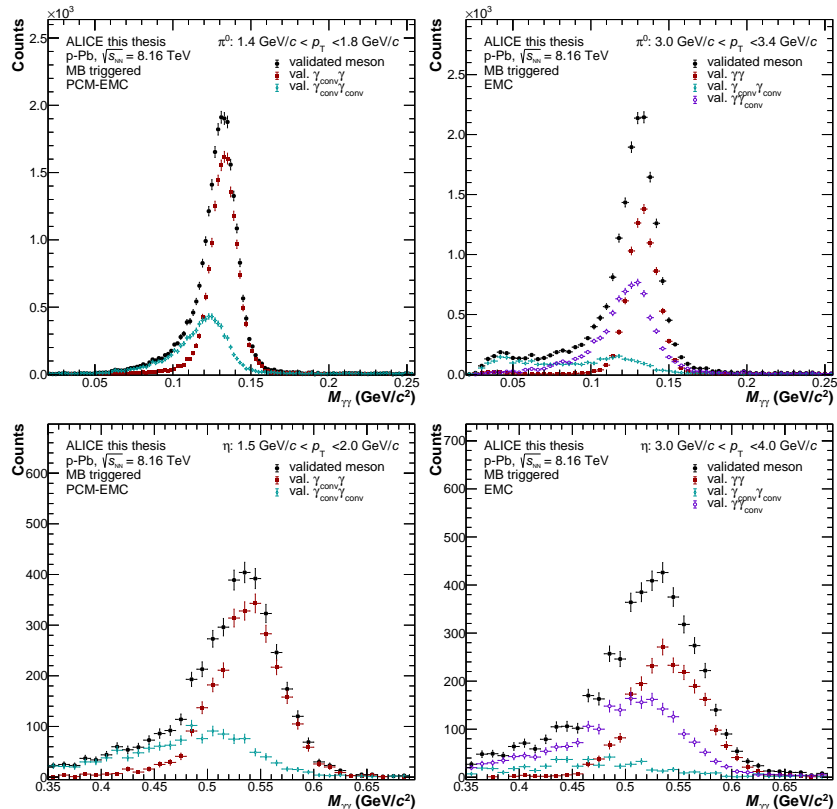 ×10³
Counts
2.5
2.0
1.5
1.0
0.5
0.0
ALICE this thesis
p-Pb, √s_NN = 8.16 TeV
MB triggered
PCM-EMC
π⁰: 1.4 GeV/c < p_T <1.8 GeV/c
validated meson
val. γ_conv γ
val. γ_conv γ_conv
0.05
0.1
0.15
0.2
0.25
M_γγ (GeV/c²)
×10³
Counts
2.5
2.0
1.5
1.0
0.5
0.0
ALICE this thesis
p-Pb, √s_NN = 8.16 TeV
MB triggered
EMC
π⁰: 3.0 GeV/c < p_T <3.4 GeV/c
validated meson
val. γγ
val. γ_conv γ_conv
val. γγ_conv
0.05
0.1
0.15
0.2
0.25
M_γγ (GeV/c²)
Counts
600
500
400
300
200
100
0
ALICE this thesis
p-Pb, √s_NN = 8.16 TeV
MB triggered
PCM-EMC
η: 1.5 GeV/c < p_T <2.0 GeV/c
validated meson
val. γ_conv γ
val. γ_conv γ_conv
0.35
0.4
0.45
0.5
0.55
0.6
0.65
M_γγ (GeV/c²)
Counts
700
600
500
400
300
200
100
0
ALICE this thesis
p-Pb, √s_NN = 8.16 TeV
MB triggered
EMC
η: 3.0 GeV/c < p_T <4.0 GeV/c
validated meson
val. γγ
val. γ_conv γ_conv
val. γγ_conv
0.35
0.4
0.45
0.5
0.55
0.6
0.65
M_γγ (GeV/c²)